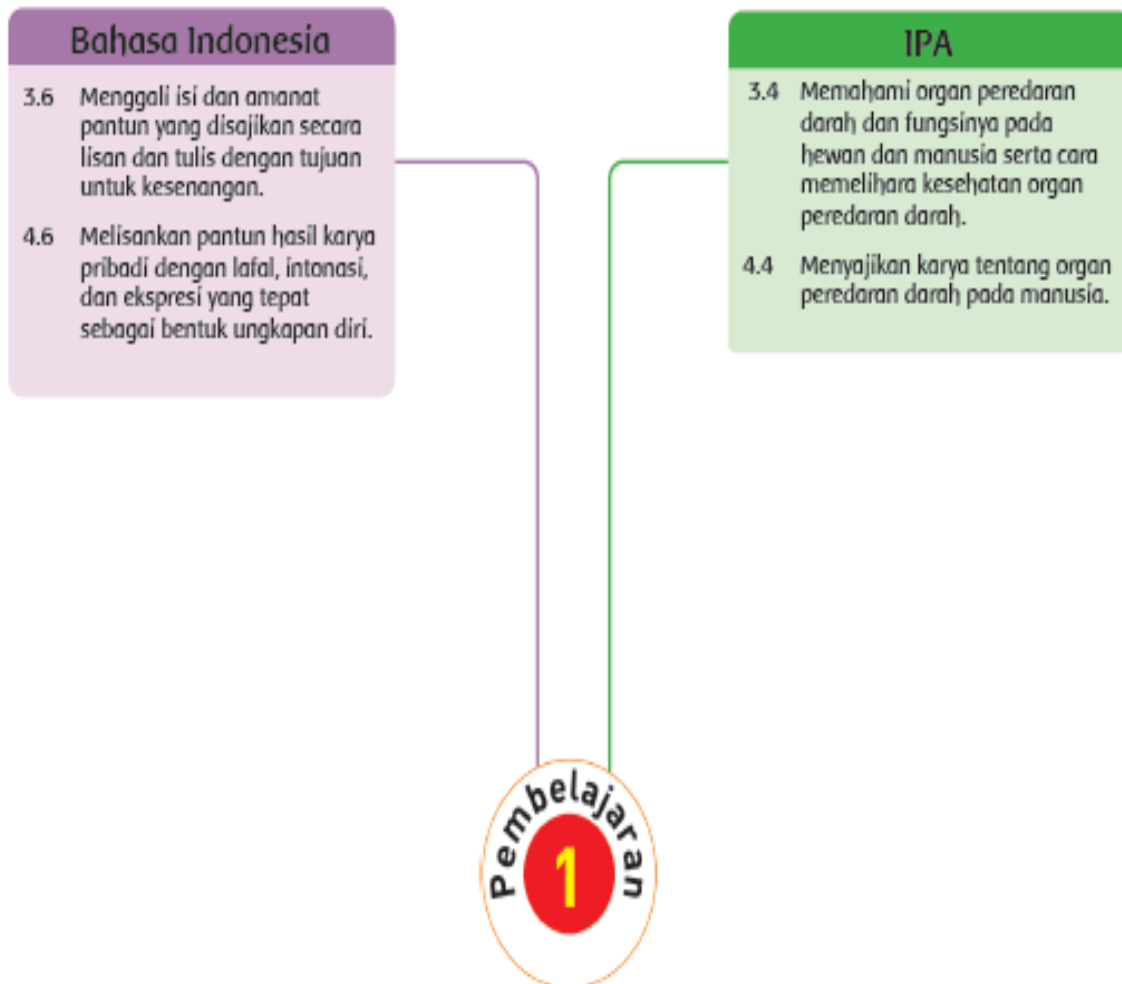 Bahasa Indonesia
3.6 Menggali isi dan amanat
pantun yang disajikan secara
lisan dan tulis dengan tujuan
untuk kesenangan.
4.6 Melisankan pantun hasil karya
pribadi dengan lafal, intonasi,
dan ekspresi yang tepat
sebagai bentuk ungkapan diri.
IPA
3.4 Memahami organ peredaran
darah dan fungsinya pada
hewan dan manusia serta cara
memelihara kesehatan organ
peredaran darah.
4.4 Menyajikan karya tentang organ
peredaran darah pada manusia.
Pembelajaran
1